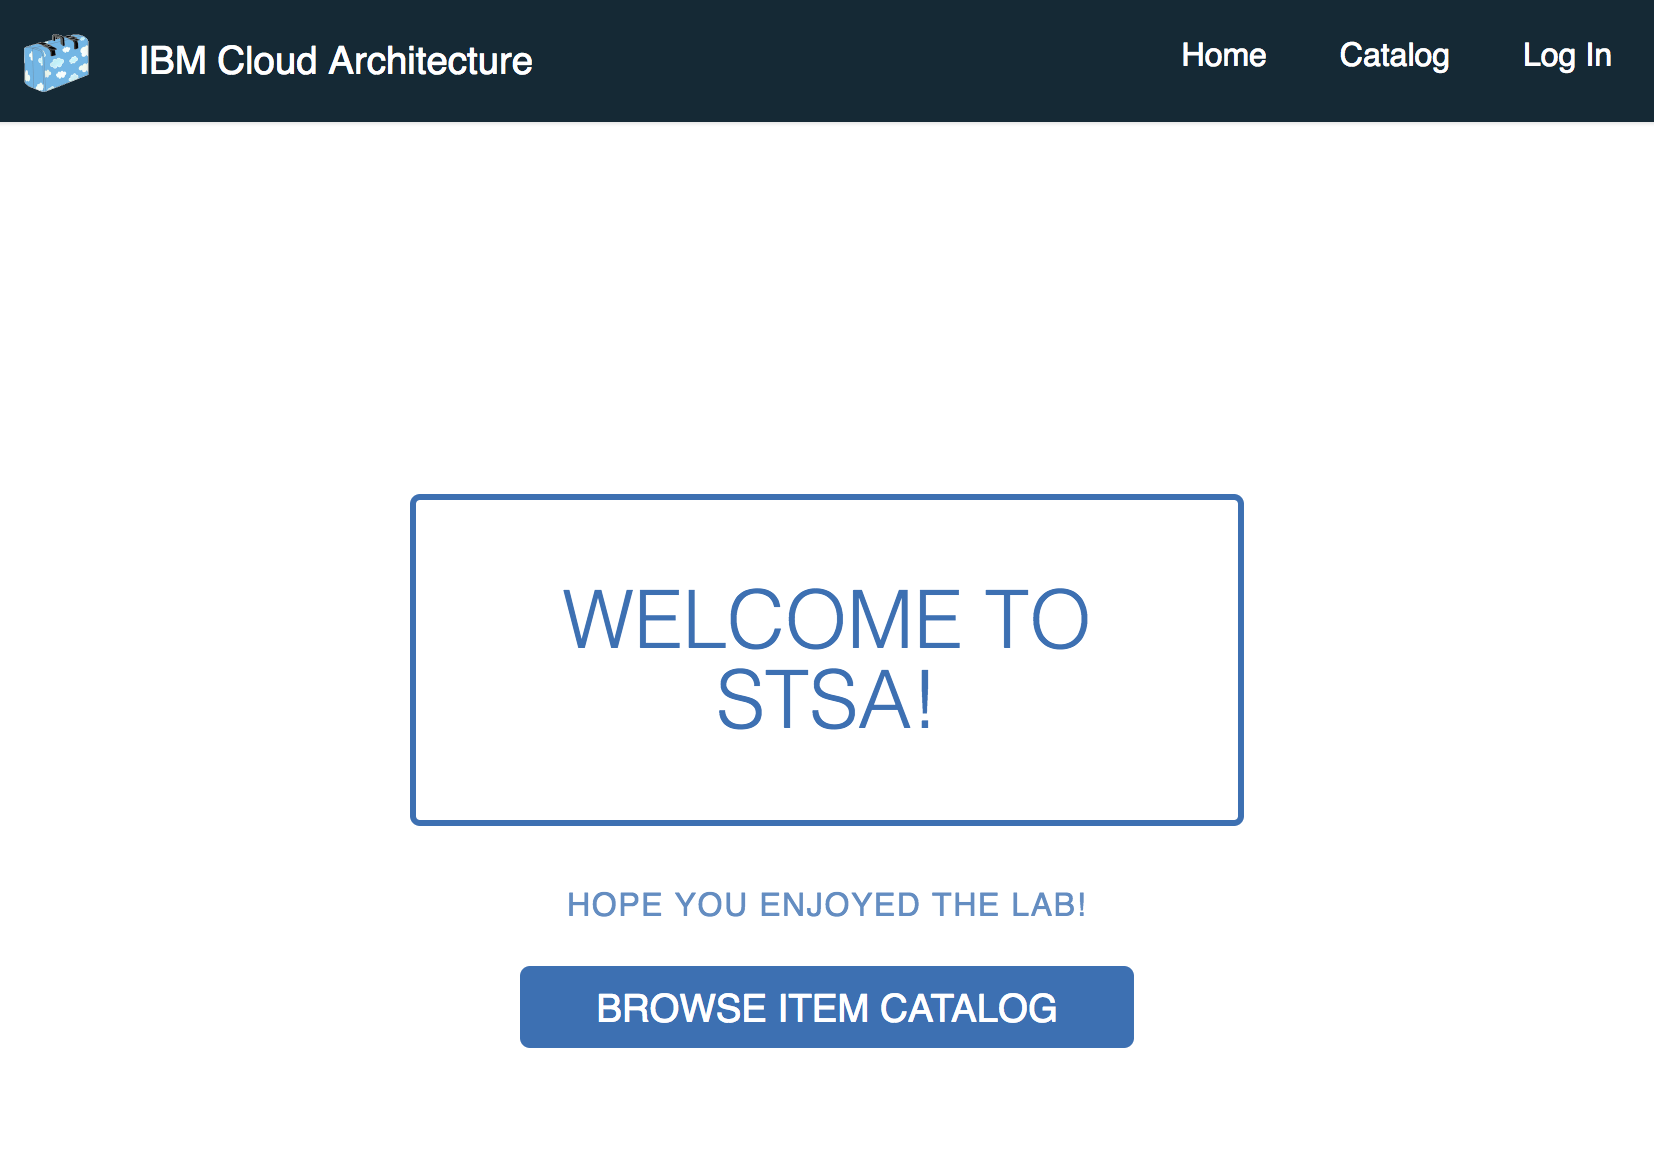 IBM Cloud Architecture
Home
Catalog
Log In
WELCOME TO
STSA!
HOPE YOU ENJOYED THE LAB!
BROWSE ITEM CATALOG